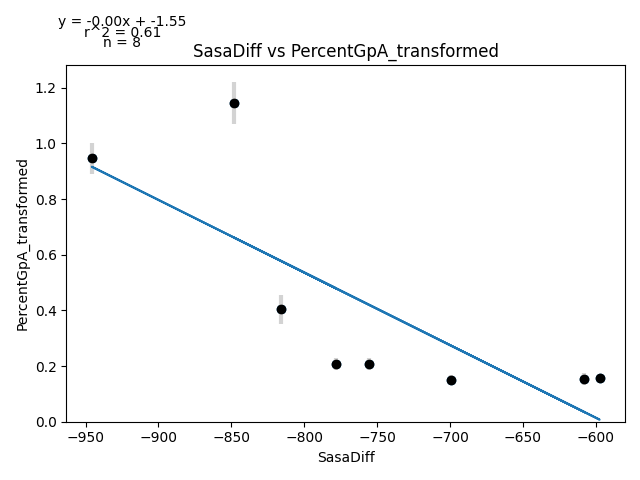 y = -0.00x + -1.55
r^2 = 0.61
n = 8
SasaDiff vs PercentGpA_transformed
PercentGpA_transformed
1.2
1.0
0.8
0.6
0.4
0.2
0.0
−950
−900
−850
−800
−750
−700
−650
−600
SasaDiff